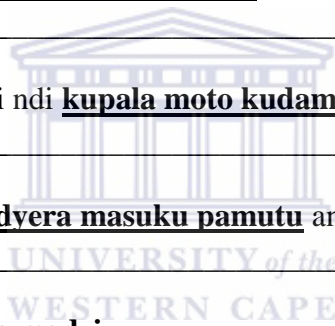 i ndi kupala moto kudam
dyera masuku pamutu an
UNIVERSITY of the
WESTERN CAPE